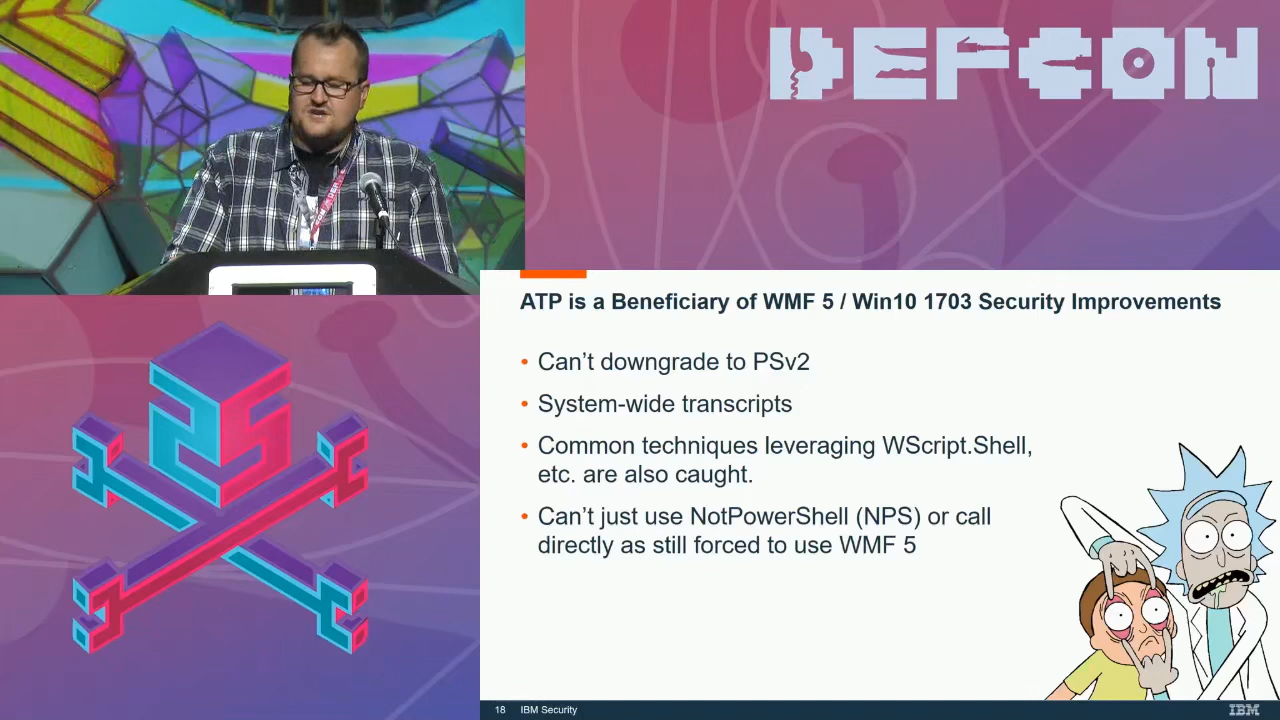 DEFCON
ATP is a Beneficiary of WMF 5 / Win10 1703 Security Improvements
• Can’t downgrade to PSv2
• System-wide transcripts
• Common techniques leveraging WScript.Shell,
etc. are also caught.
• Can’t just use NotPowerShell (NPS) or call
directly as still forced to use WMF 5
18 IBM Security
IBM